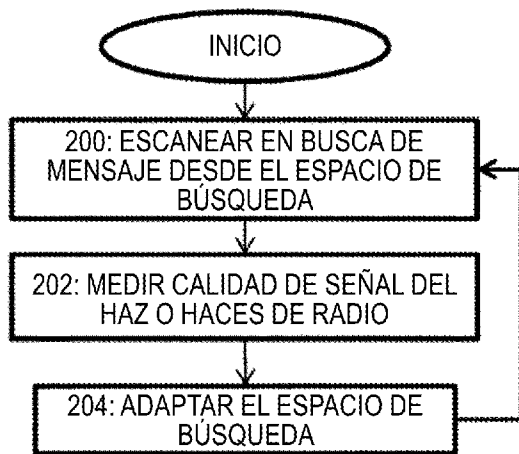 INICIO
200: ESCANEAR EN BUSCA DE
MENSAJE DESDE EL ESPACIO DE
BÚSQUEDA
202: MEDIR CALIDAD DE SEÑAL DEL
HAZ O HACES DE RADIO
204: ADAPTAR EL ESPACIO DE
BÚSQUEDA